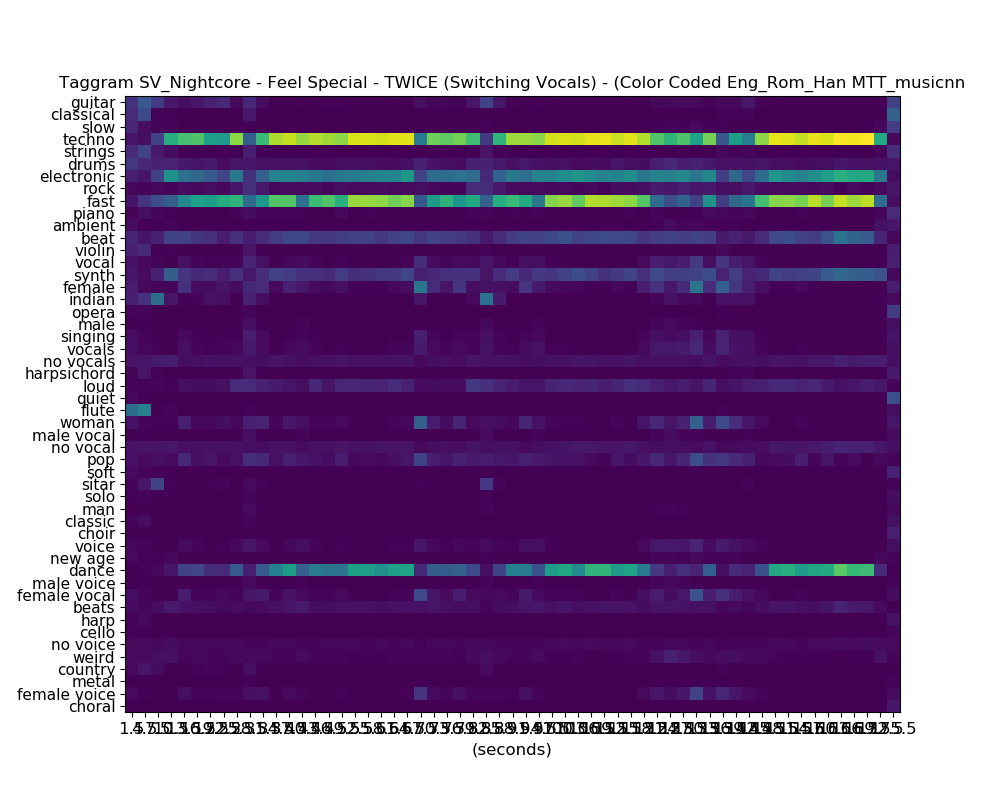 Taggram SV_Nightcore - Feel Special - TWICE (Switching Vocals) - (Color Coded Eng_Rom_Han MTT_musicnn
guitar
classical
slow
techno
strings
drums
electronic
rock
fast
piano
ambient
beat
violin
vocal
synth
female
indian
opera
male
singing
vocals
no vocals
harpsichord
loud
quiet
flute
woman
male vocal
no vocal
pop
soft
sitar
solo
man
classic
choir
voice
new age
dance
male voice
female vocal
beats
harp
cello
no voice
weird
country
metal
female voice
choral
(seconds)